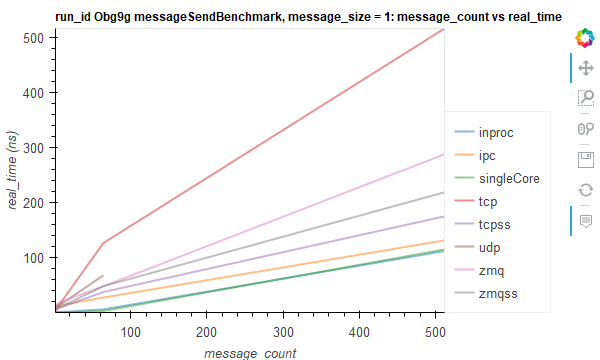 run_id Obg9g messageSendBenchmark, message_size = 1: message_count vs real_time
500
400
300
200
100
real_time (ns)
100
200
300
400
500
message_count
inproc
ipc
singleCore
tcp
tcpss
udp
zmq
zmqss